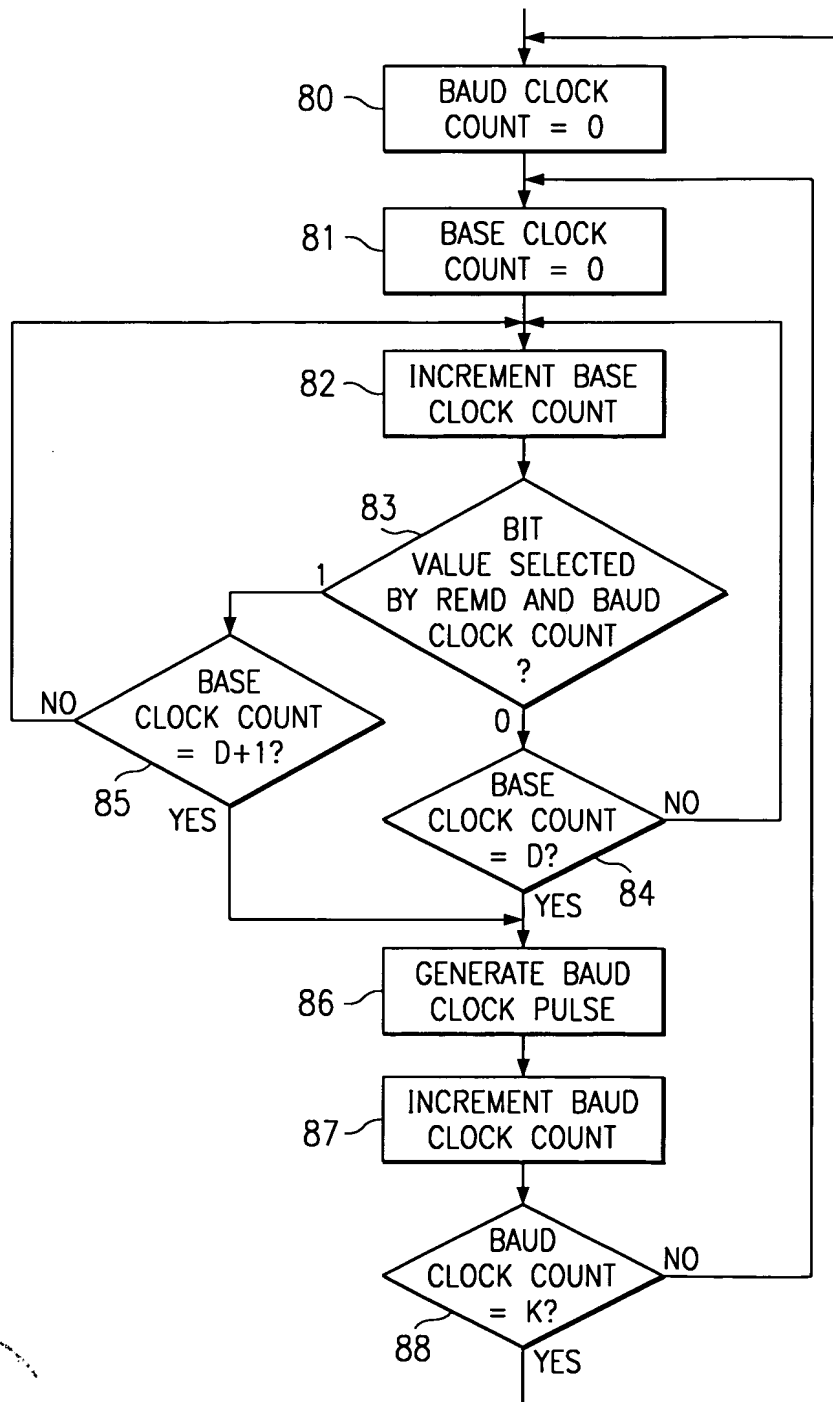 80
BAUD CLOCK
COUNT = 0
81
BASE CLOCK
COUNT = 0
82
INCREMENT BASE
CLOCK COUNT
83
BIT
VALUE SELECTED
BY REMD AND BAUD
CLOCK COUNT
?
1
0
BASE
CLOCK COUNT
= D+1?
NO
85
YES
BASE
CLOCK COUNT
= D?
NO
84
YES
86
GENERATE BAUD
CLOCK PULSE
87
INCREMENT BAUD
CLOCK COUNT
BAUD
CLOCK COUNT
= K?
NO
88
YES